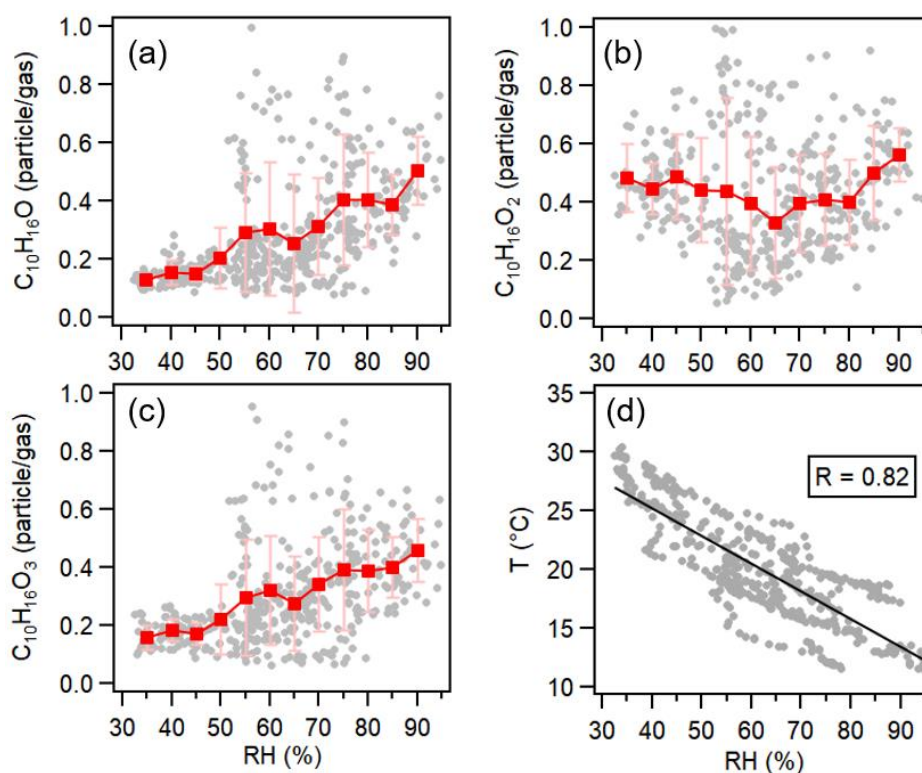 (a)
C₁₀H₁₆O (particle/gas)
1.0
0.8
0.6
0.4
0.2
0.0
30 40 50 60 70 80 90
(b)
C₁₀H₁₆O₂ (particle/gas)
1.0
0.8
0.6
0.4
0.2
0.0
30 40 50 60 70 80 90
(c)
C₁₀H₁₆O₃ (particle/gas)
1.0
0.8
0.6
0.4
0.2
0.0
30 40 50 60 70 80 90
RH (%)
(d)
R = 0.82
T (°C)
35
30
25
20
15
10
30 40 50 60 70 80 90
RH (%)